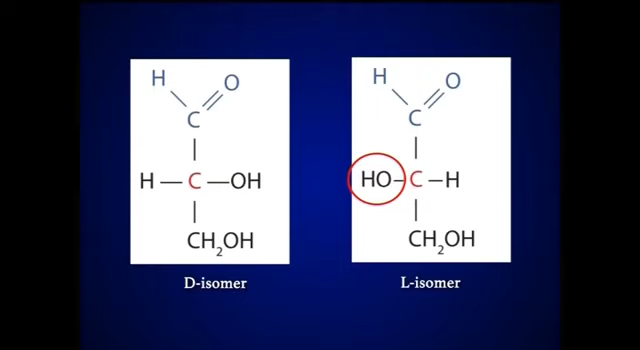 H O
C
H — C — OH
CH₂OH
D-isomer
H O
C
HO – C – H
CH₂OH
L-isomer